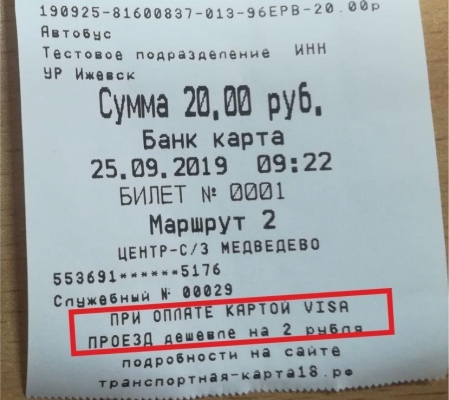 190925-81600837-013-96EPB-20.00р
Автобус
Тестовое подразделение ИНН
УР Ижевск
Сумма 20.00 руб.
Банк карта
25.09.2019 09:22
БИЛЕТ № 0001
Маршрут 2
ЦЕНТР-С/З МЕДВЕДЕВО
553691******5176
Служебный № 00029
ПРИ ОПЛАТЕ КАРТОЙ VISA
ПРОЕЗД дешевле на 2 рубля
подробности на сайте
транспортная-карта18.рф